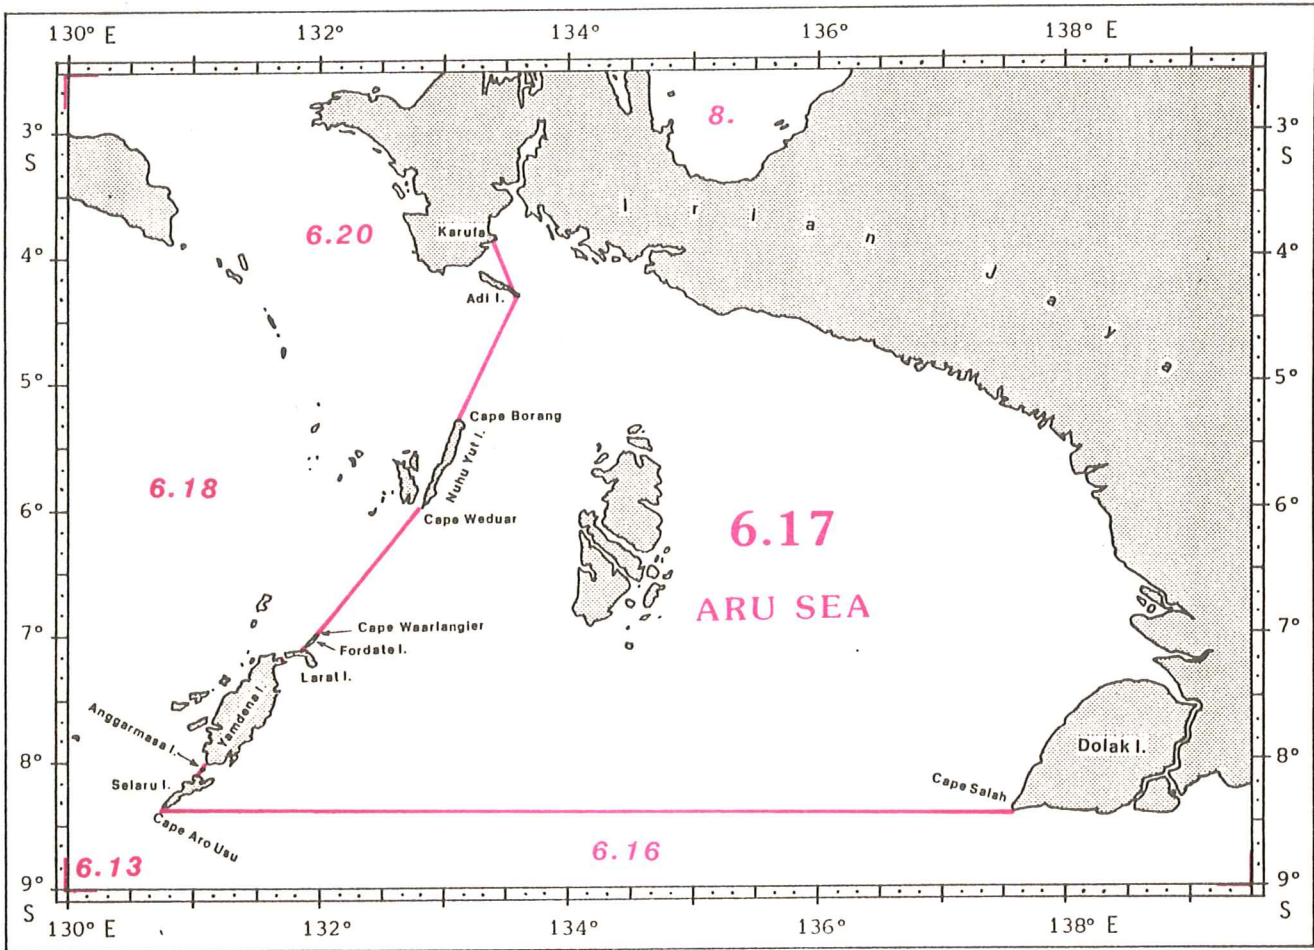 130° E 132° 134° 136° 138° E
8.
3° 3°
S S
Irian Jaya
6.20
Karufa
4° 4°
Adi I.
5° 5°
Cape Borang
Nuhu Yut I.
6.18
6° 6°
Cape Weduar
6.17
ARU SEA
7° 7°
Cape Waarlangier
Fordate I.
Larat I.
Yamdena I.
Anggarmasa I.
Dolak I.
8° 8°
Selaru I.
Cape Salah
Cape Aro Usu
6.16
6.13
9° 9°
S S
130° E 132° 134° 136° 138° E